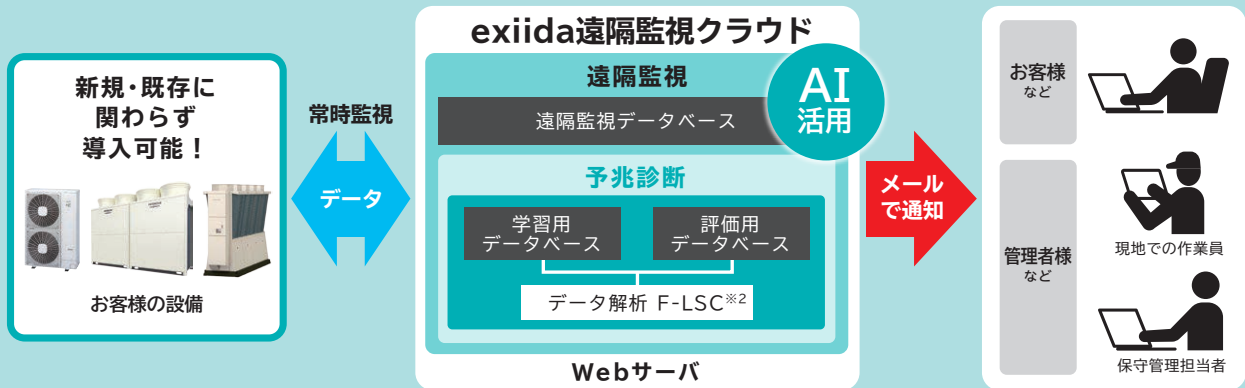 新規・既存に
関わらず
導入可能！
お客様の設備
常時監視
データ
exiida遠隔監視クラウド
遠隔監視
AI
活用
遠隔監視データベース
予兆診断
学習用
データベース
評価用
データベース
データ解析 F-LSC※2
Webサーバ
メール
で通知
お客様
など
管理者様
など
現地での作業員
保守管理担当者